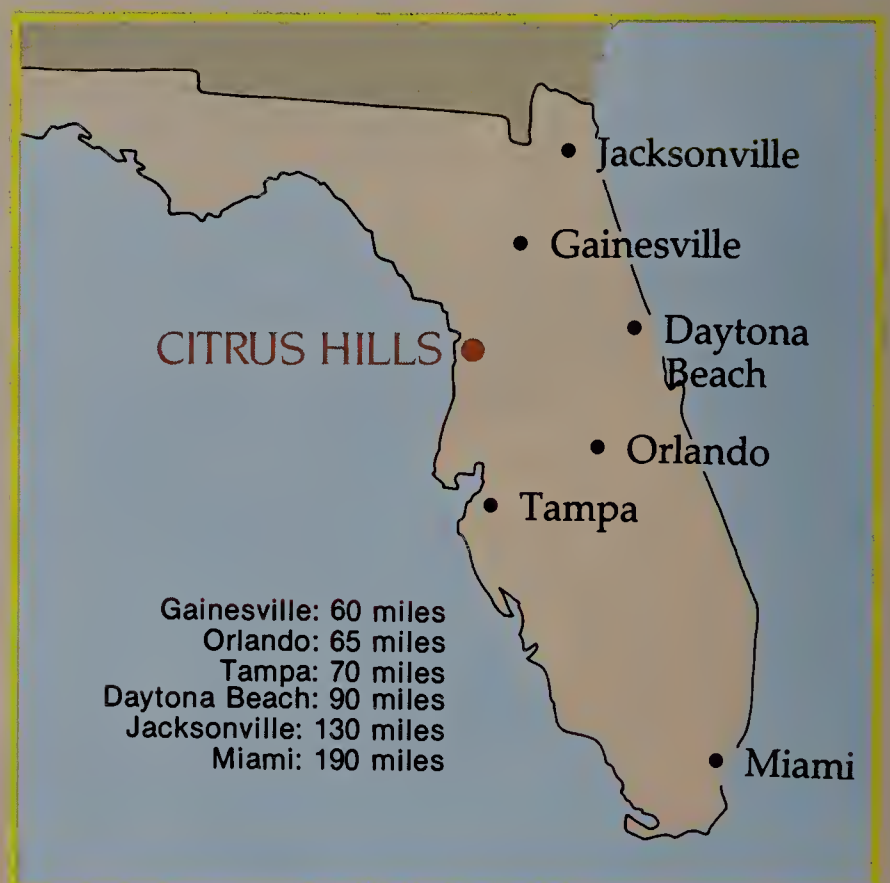 Jacksonville
Gainesville
CITRUS HILLS
Daytona
Beach
Orlando
Tampa
Gainesville: 60 miles
Orlando: 65 miles
Tampa: 70 miles
Daytona Beach: 90 miles
Jacksonville: 130 miles
Miami: 190 miles
Miami